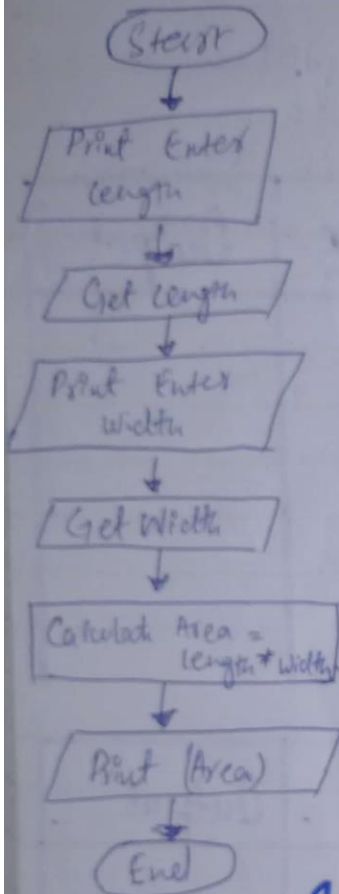 Start
Print Enter
length
Get length
Print Enter
width
Get Width
Calculate Area =
length * width
Print (Area)
End